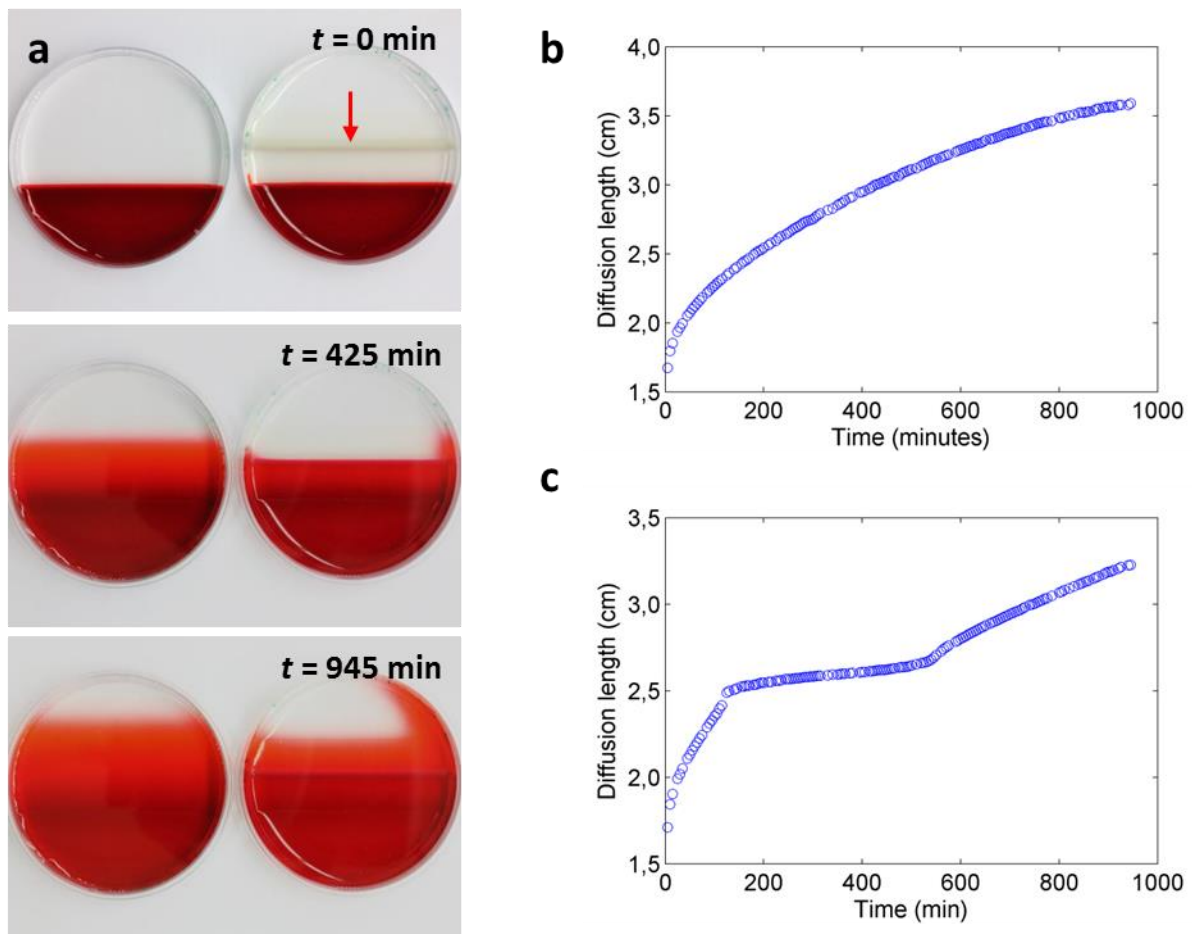 a
t = 0 min
t = 425 min
t = 945 min
b
4,0
3,5
3,0
2,5
2,0
1,5
Diffusion length (cm)
0 200 400 600 800 1000
Time (minutes)
c
3,5
3,0
2,5
2,0
1,5
Diffusion length (cm)
0 200 400 600 800 1000
Time (min)